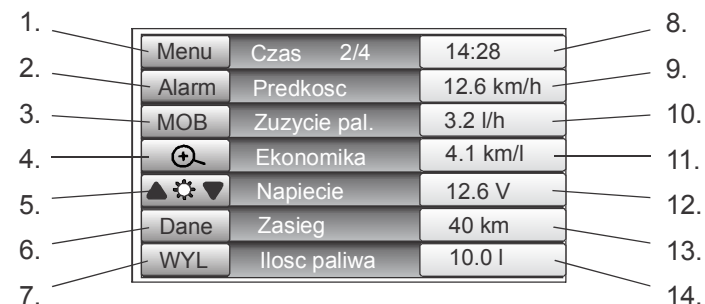 1. Menu Czas 2/4 14:28 8.
2. Alarm Predkosc 12.6 km/h 9.
3. MOB Zuzycie pal. 3.2 l/h 10.
4. Ekonomika 4.1 km/l 11.
5. Napiecie 12.6 V 12.
6. Dane Zasieg 40 km 13.
7. WYL Ilosc paliwa 10.0 l 14.